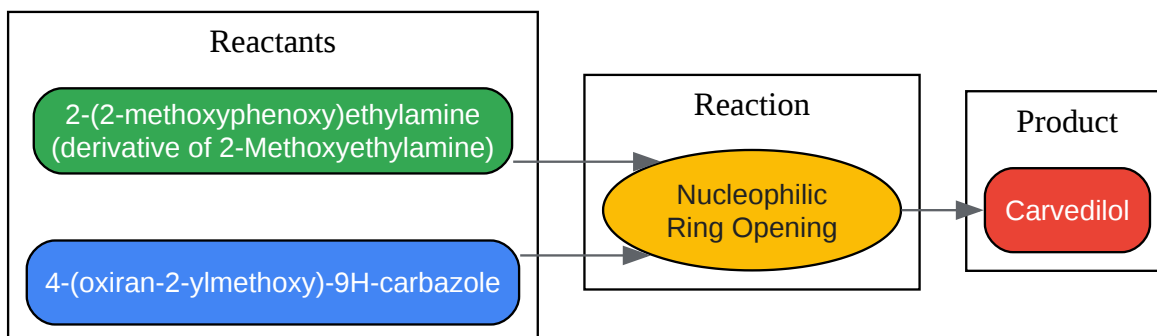 Reactants
2-(2-methoxyphenoxy)ethylamine
(derivative of 2-Methoxyethylamine)
4-(oxiran-2-ylmethoxy)-9H-carbazole
Reaction
Nucleophilic
Ring Opening
Product
Carvedilol